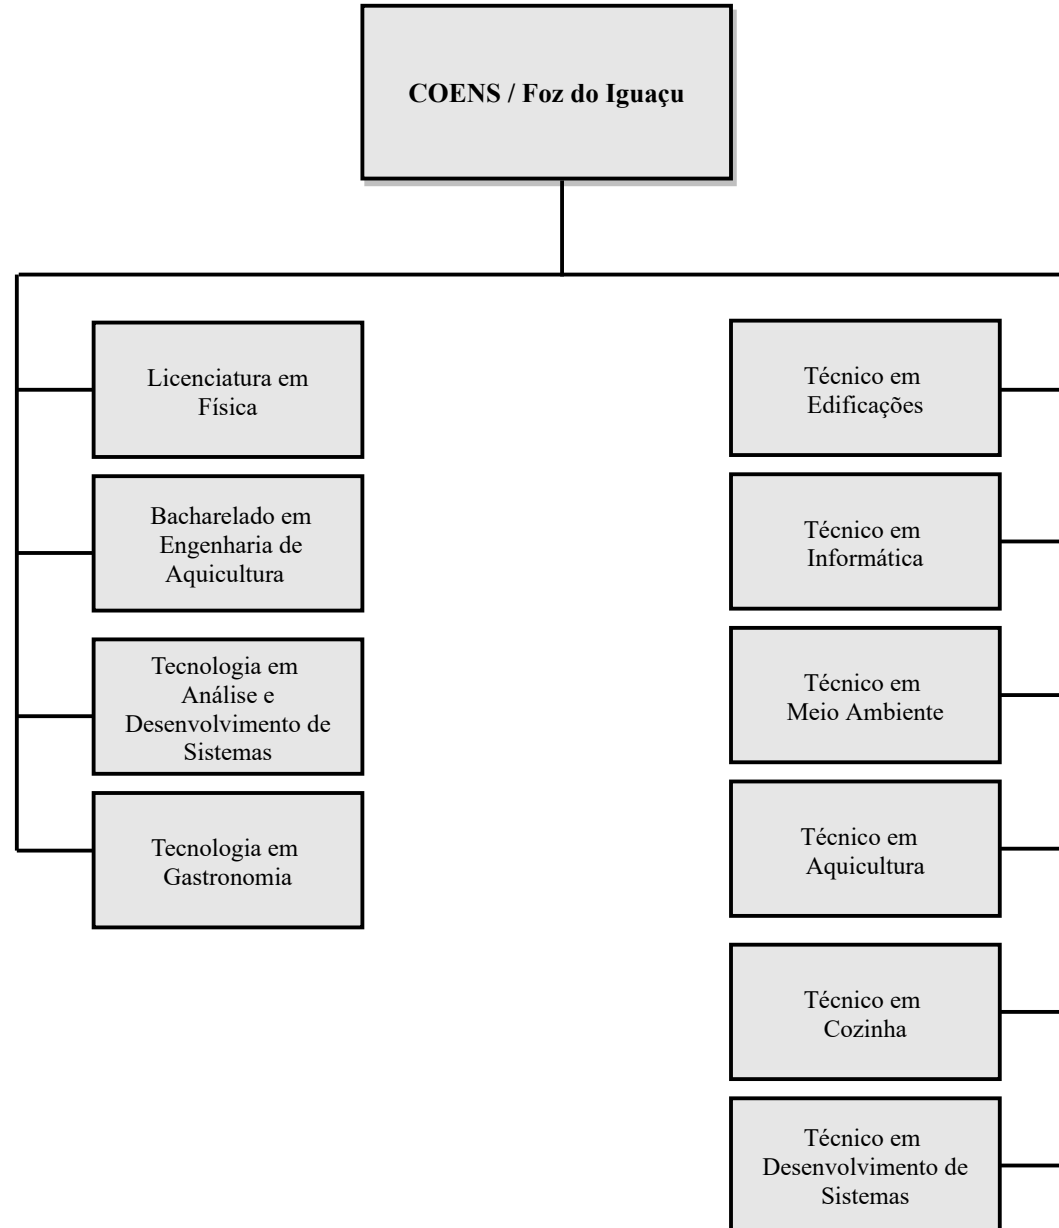 COENS / Foz do Iguaçu
Licenciatura em
Física
Bacharelado em
Engenharia de
Aquicultura
Tecnologia em
Análise e
Desenvolvimento de
Sistemas
Tecnologia em
Gastronomia
Técnico em
Edificações
Técnico em
Informática
Técnico em
Meio Ambiente
Técnico em
Aquicultura
Técnico em
Cozinha
Técnico em
Desenvolvimento de
Sistemas